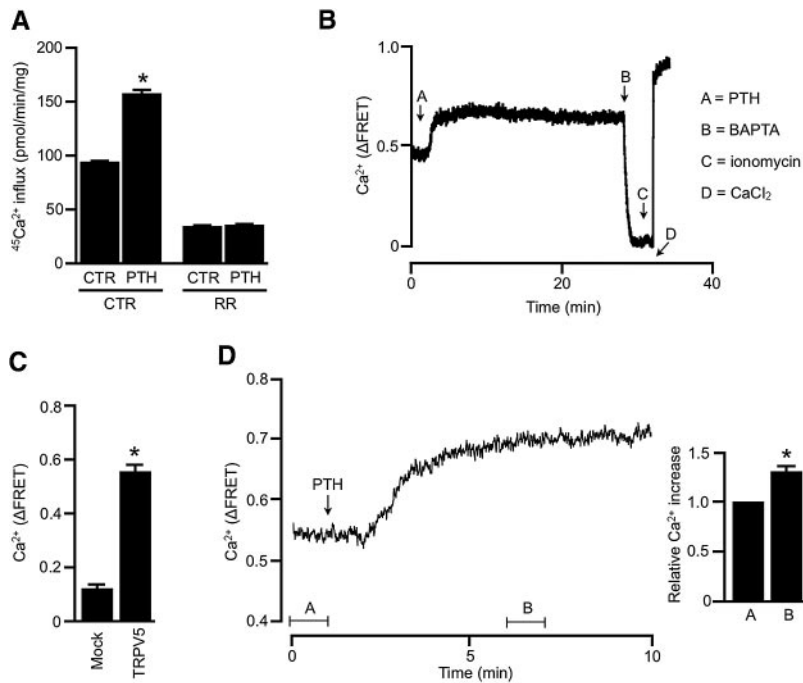 A
⁴⁵Ca²⁺ influx (pmol/min/mg)
200
150
100
50
0
*
CTR PTH CTR PTH
CTR RR
B
Ca²⁺ (ΔFRET)
1.0
0.5
0
A
B
C
D
0 20 40
Time (min)
A = PTH
B = BAPTA
C = ionomycin
D = CaCl₂
C
Ca²⁺ (ΔFRET)
0.8
0.6
0.4
0.2
0
*
Mock
TRPV5
D
Ca²⁺ (ΔFRET)
0.8
0.7
0.6
0.5
0.4
PTH
A
B
0 5 10
Time (min)
Relative Ca²⁺ increase
1.5
1.0
0.5
0
*
A B